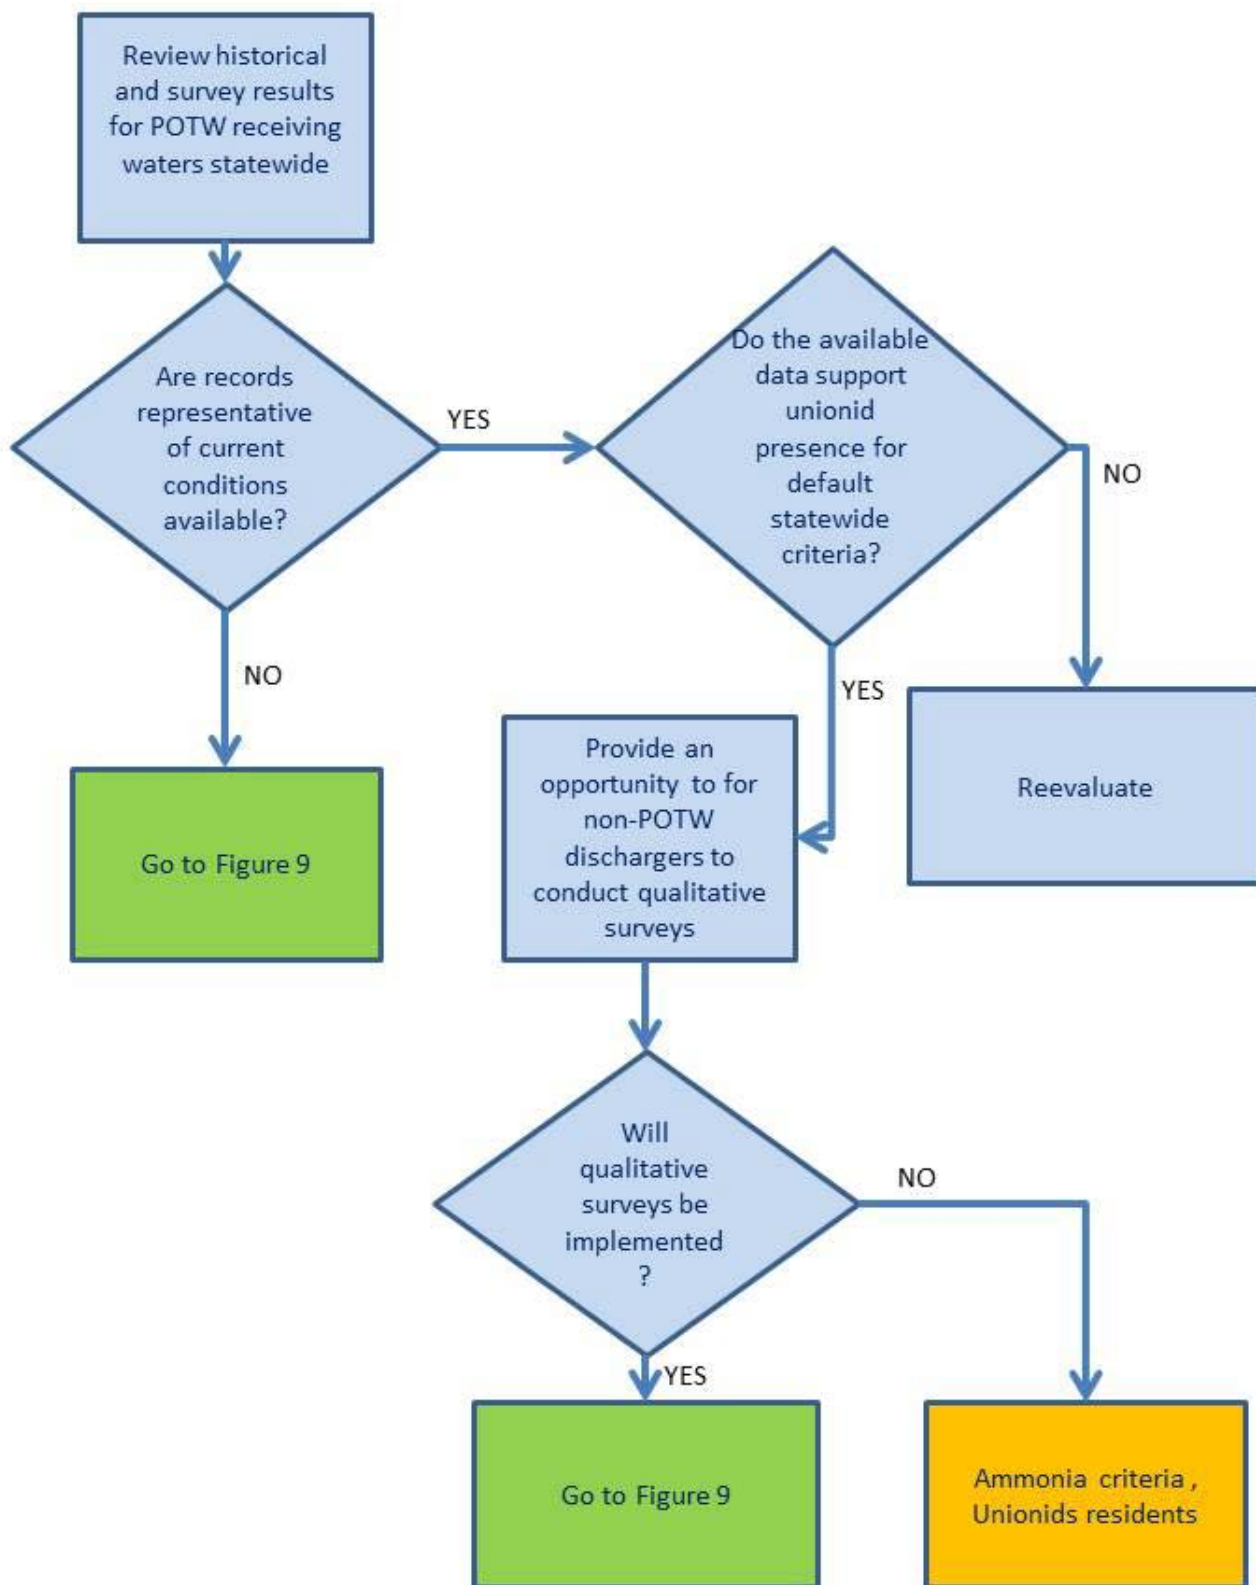 Review historical
and survey results
for POTW receiving
waters statewide
Are records
representative
of current
conditions
available?
YES
NO
Go to Figure 9
Do the available
data support
unionid
presence for
default
statewide
criteria?
NO
Reevaluate
YES
Provide an
opportunity to for
non-POTW
dischargers to
conduct qualitative
surveys
Will
qualitative
surveys be
implemented
?
NO
YES
Go to Figure 9
Ammonia criteria ,
Unionids residents